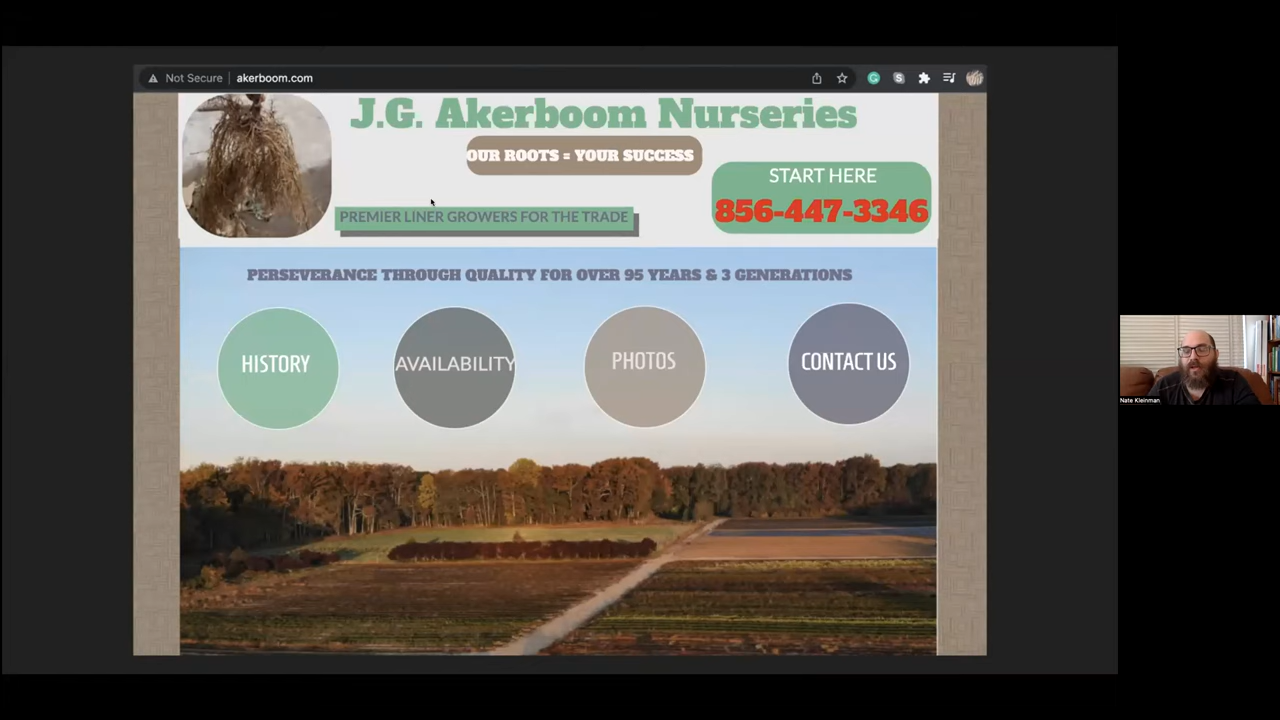 Not Secure akerboom.com
J.G. Akerboom Nurseries
OUR ROOTS = YOUR SUCCESS
START HERE
856-447-3346
PREMIER LINER GROWERS FOR THE TRADE
PERSEVERANCE THROUGH QUALITY FOR OVER 95 YEARS & 3 GENERATIONS
HISTORY
AVAILABILITY
PHOTOS
CONTACT US
Nate Kleinman